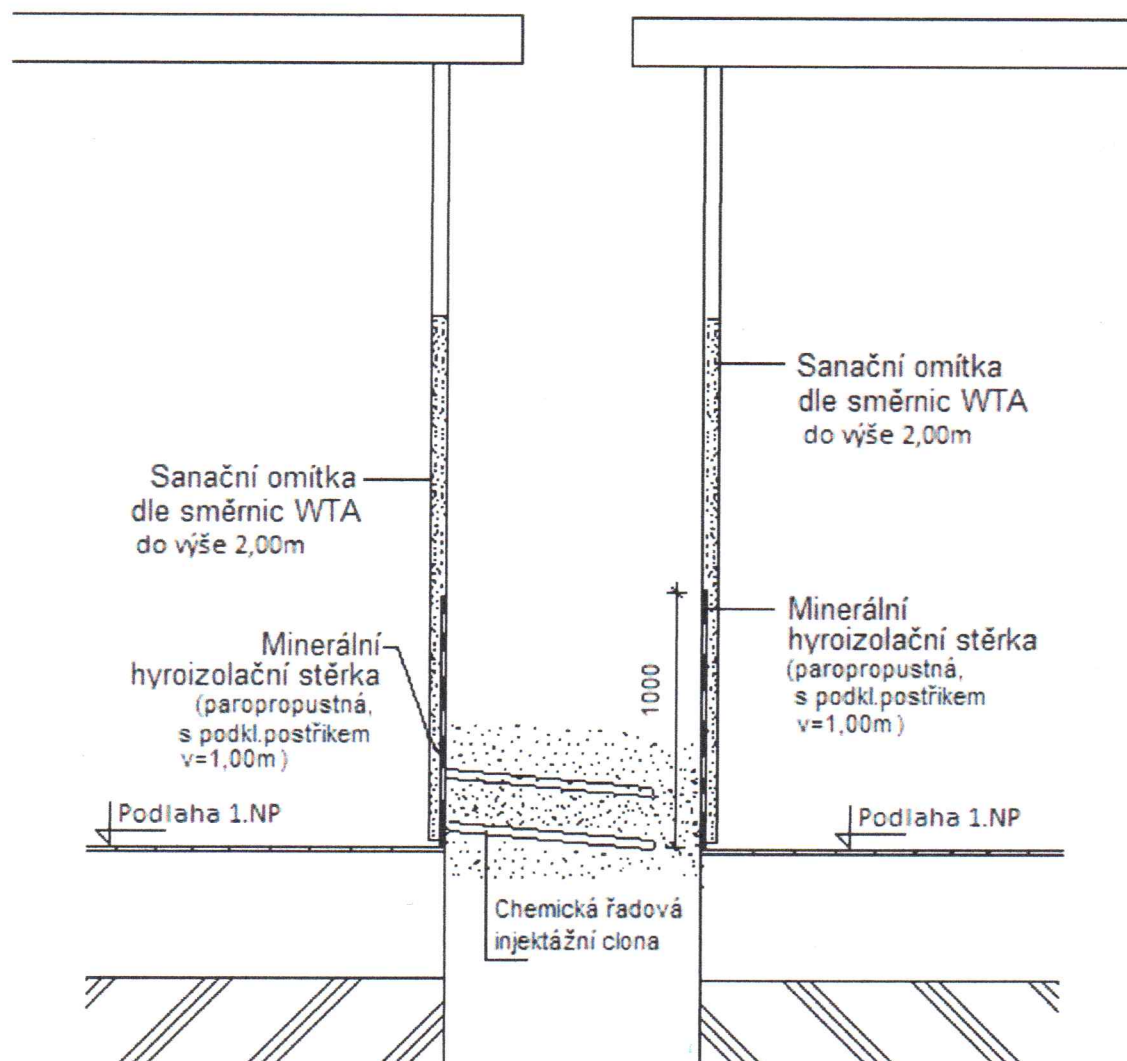 Sanační omítka
dle směrnic WTA
do výše 2,00m
Sanační omítka
dle směrnic WTA
do výše 2,00m
Minerální
hyroizolační stěrka
(paropropustná,
s podkl.postřikem
v=1,00m)
1000
Minerální
hyroizolační stěrka
(paropropustná,
s podkl.postřikem
v=1,00m)
Podlaha 1.NP
Podlaha 1.NP
Chemická řadová
injektážní clona